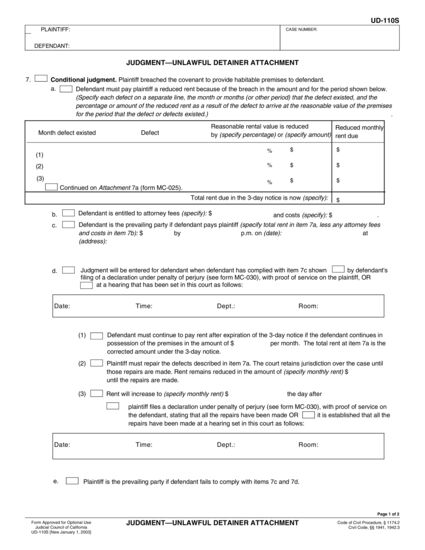 UD-110S
PLAINTIFF:
CASE NUMBER:
DEFENDANT:
JUDGMENT—UNLAWFUL DETAINER ATTACHMENT
7. Conditional judgment. Plaintiff breached the covenant to provide habitable premises to defendant.
a. Defendant must pay plaintiff a reduced rent because of the breach in the amount and for the period shown below.
(Specify each defect on a separate line, the month or months (or other period) that the defect existed, and the
percentage or amount of the reduced rent as a result of the defect to arrive at the reasonable value of the premises
for the period that the defect or defects existed.)
Month defect existed Defect Reasonable rental value is reduced by (specify percentage) or (specify amount) Reduced monthly rent due
(1) % $ $
(2) % $ $
(3) % $ $
Continued on Attachment 7a (form MC-025).
Total rent due in the 3-day notice is now (specify): $
b. Defendant is entitled to attorney fees (specify): $ and costs (specify): $ .
c. Defendant is the prevailing party if defendant pays plaintiff (specify total rent in item 7a, less any attorney fees
and costs in item 7b): $ by p.m. on (date): at
(address):
d. Judgment will be entered for defendant when defendant has complied with item 7c shown by defendant's
filing of a declaration under penalty of perjury (see form MC-030), with proof of service on the plaintiff, OR
at a hearing that has been set in this court as follows:
Date: Time: Dept.: Room:
(1) Defendant must continue to pay rent after expiration of the 3-day notice if the defendant continues in
possession of the premises in the amount of $ per month. The total rent at item 7a is the
corrected amount under the 3-day notice.
(2) Plaintiff must repair the defects described in item 7a. The court retains jurisdiction over the case until
those repairs are made. Rent remains reduced in the amount of (specify monthly rent) $
until the repairs are made.
(3) Rent will increase to (specify monthly rent) $ the day after
plaintiff files a declaration under penalty of perjury (see form MC-030), with proof of service on
the defendant, stating that all the repairs have been made OR it is established that all the
repairs have been made at a hearing set in this court as follows:
Date: Time: Dept.: Room:
e. Plaintiff is the prevailing party if defendant fails to comply with items 7c and 7d.
Page 1 of 2
Form Approved for Optional Use
Judicial Council of California
UD-110S [New January 1, 2003]
JUDGMENT—UNLAWFUL DETAINER ATTACHMENT
Code of Civil Procedure, § 1174.2
Civil Code, §§ 1941, 1942.3